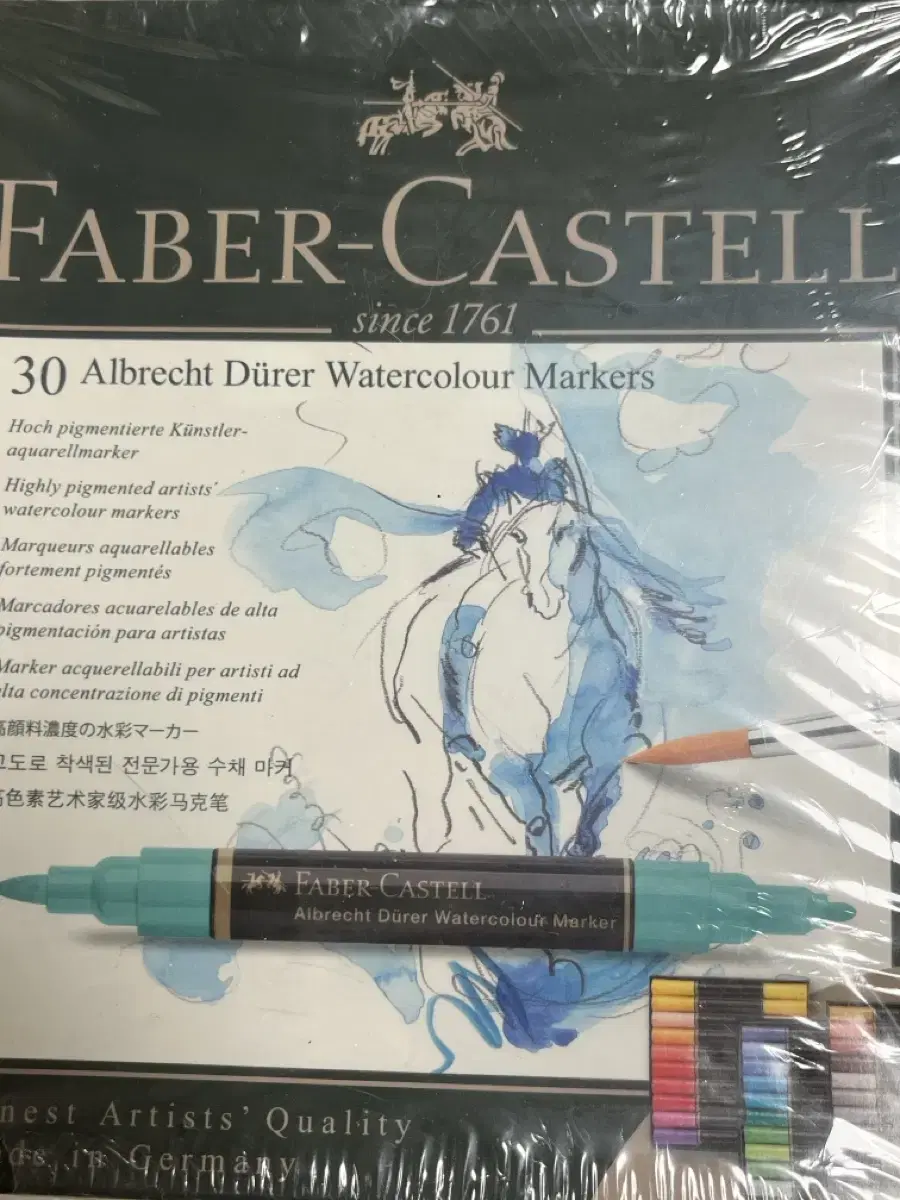 FABER-CASTELL
since 1761
30 Albrecht Dürer Watercolour Markers
Hoch pigmentierte Künstler-
aquarellmarker
Highly pigmented artists'
watercolour markers
Marqueurs aquarellables
fortement pigmentés
Marcadores acuarelables de alta
pigmentación para artistas
Marker acquerellabili per artisti ad
alta concentrazione di pigmenti
高顔料濃度の水彩マーカー
고도로 착색된 전문가용 수채 마커
高色素艺术家级水彩马克笔
FABER-CASTELL
Albrecht Dürer Watercolour Marker
nest Artists' Quality
in Germany